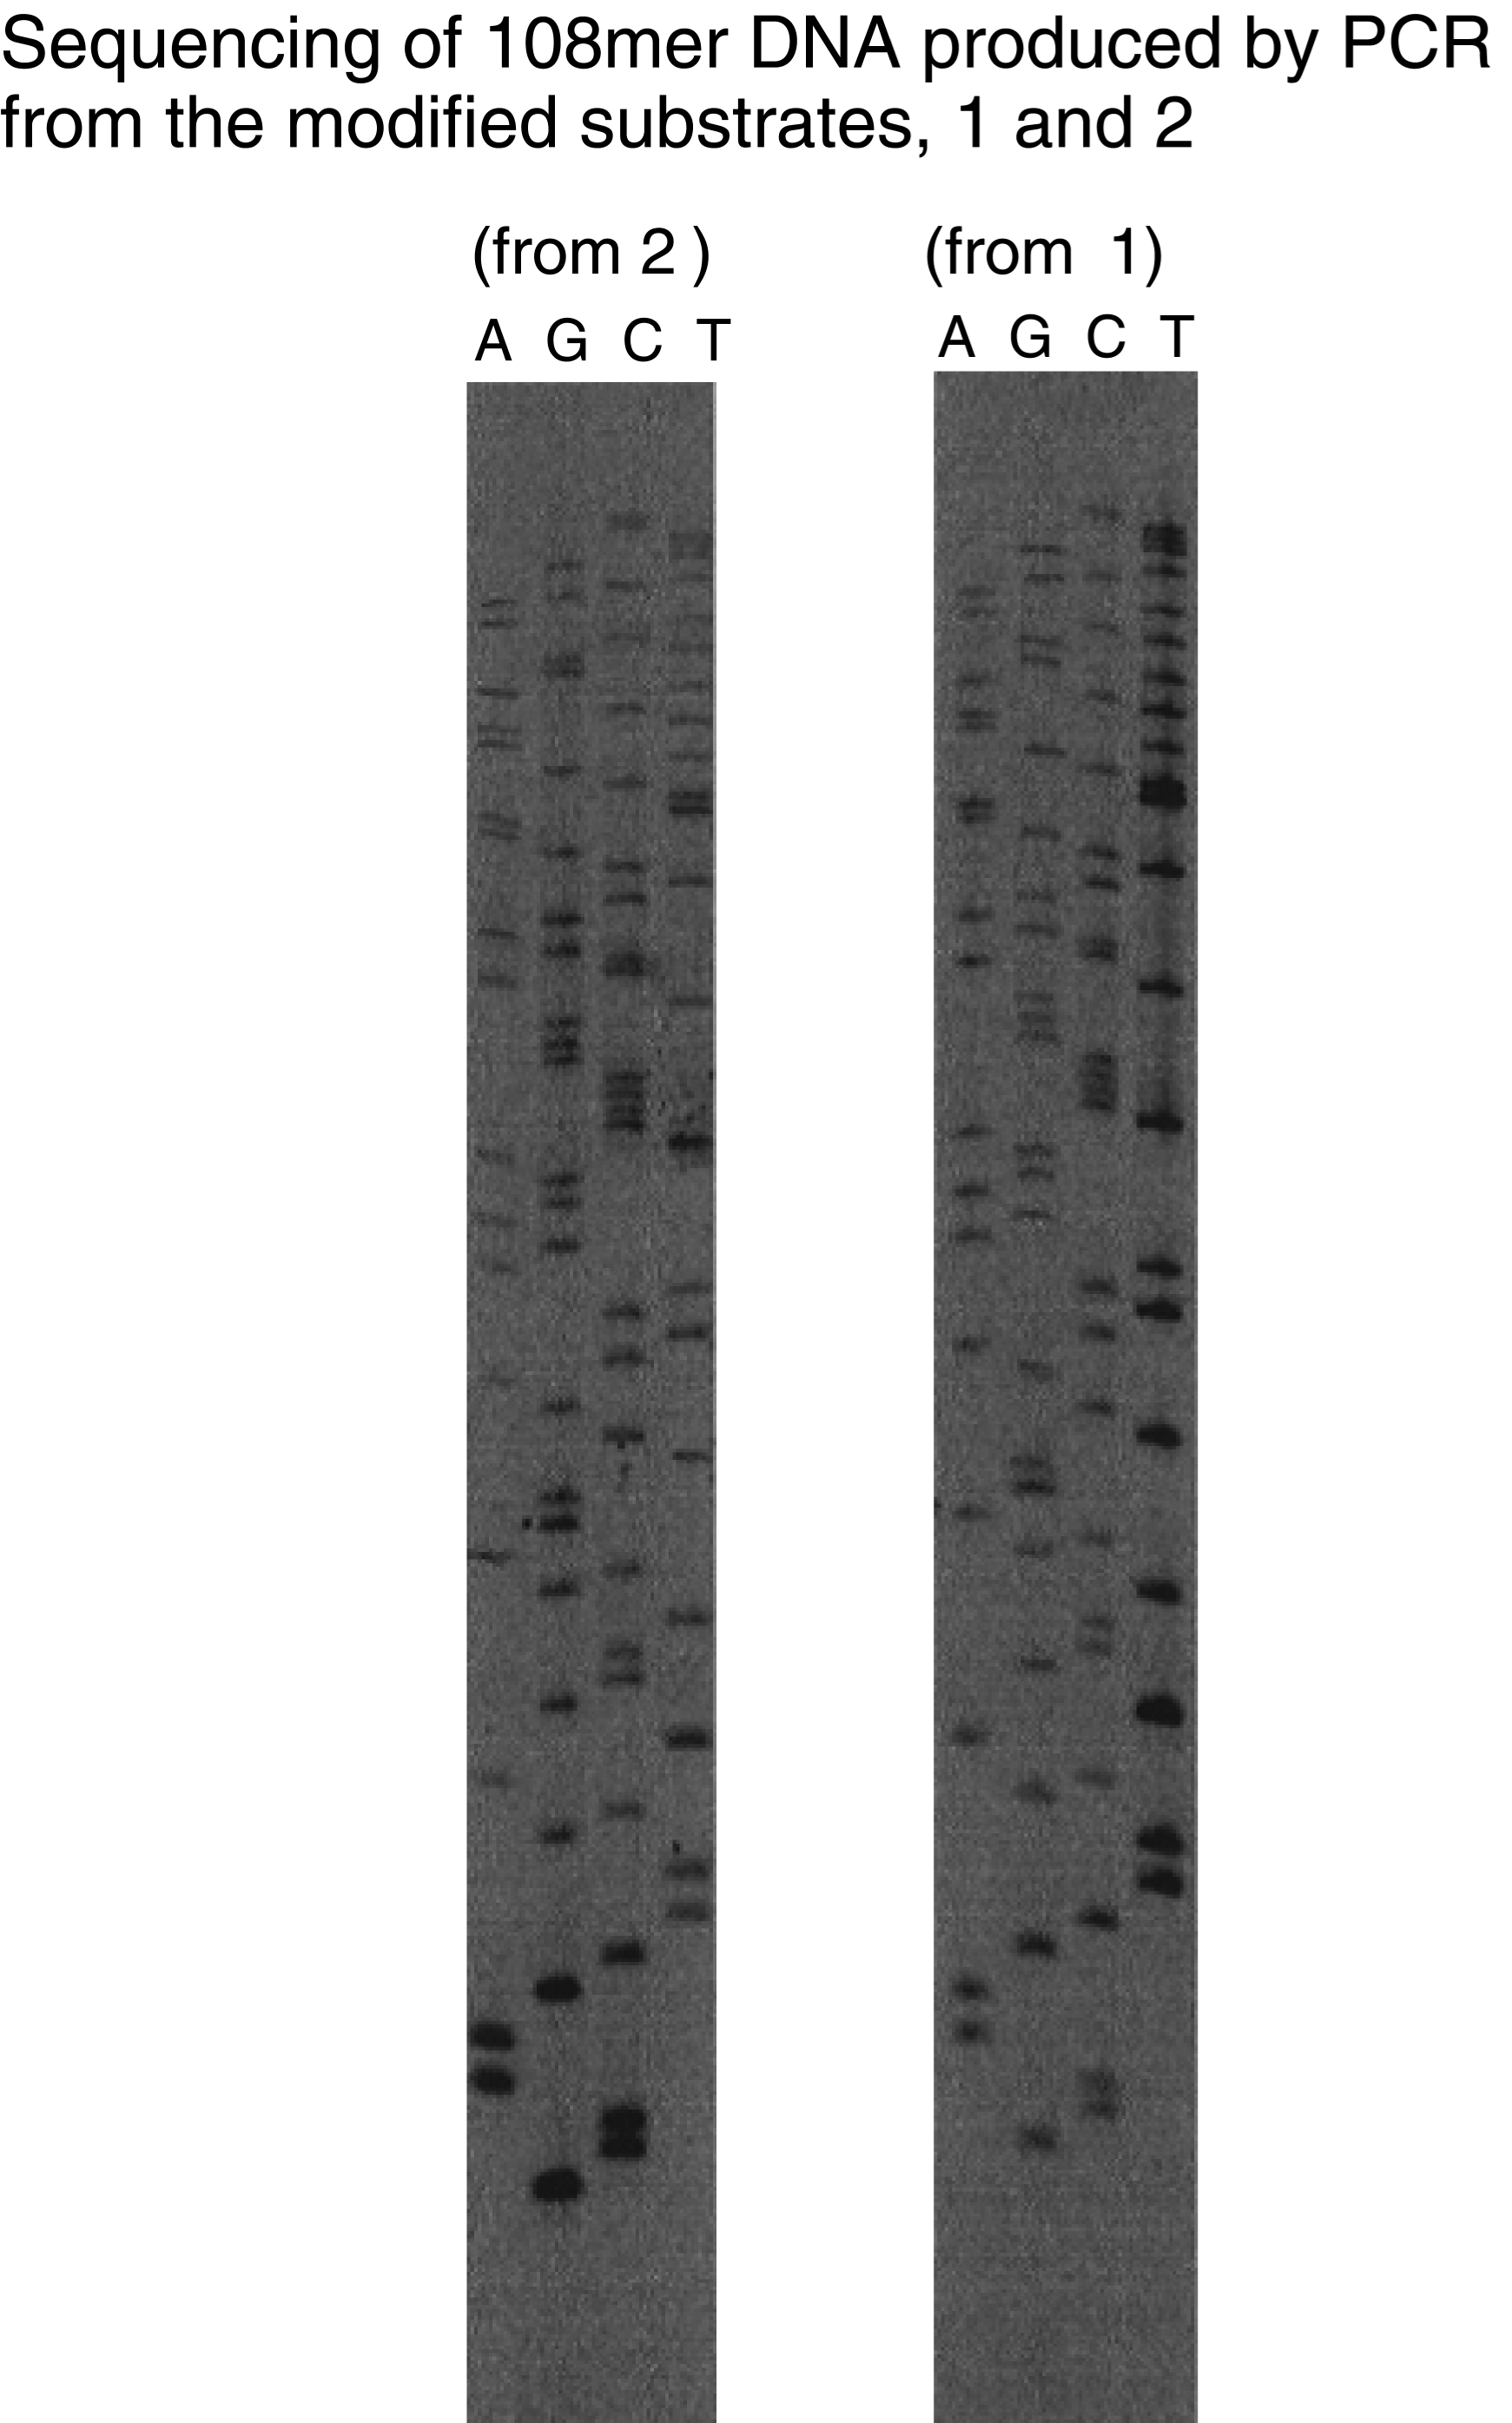 Sequencing of 108mer DNA produced by PCR
from the modified substrates, 1 and 2
(from 2 ) (from 1)
A G C T A G C T